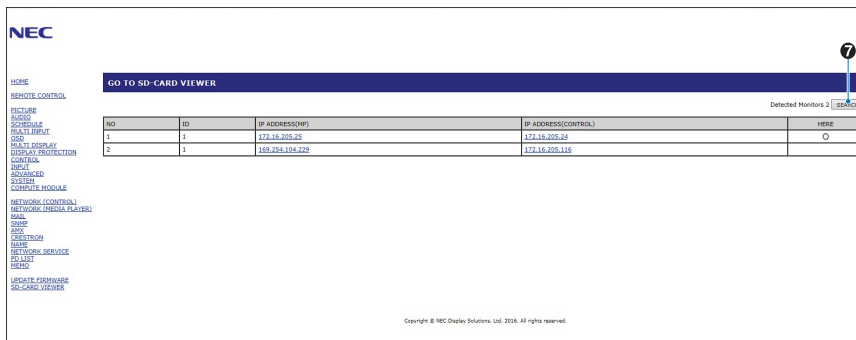 NEC
7
HOME
REMOTE CONTROL
PICTURE
AUDIO
SCHEDULE
MULTI INPUT
OSD
MULTI DISPLAY
DISPLAY PROTECTION
CONTROL
INPUT
ADVANCED
SYSTEM
COMPUTE MODULE
NETWORK (CONTROL)
NETWORK (MEDIA PLAYER)
MAIL
SNMP
AMX
CRESTRON
NAME
NETWORK SERVICE
PD LIST
MEMO
UPDATE FIRMWARE
SD-CARD VIEWER
GO TO SD-CARD VIEWER
Detected Monitors 2 SEARCH
NO ID IP ADDRESS(MP) IP ADDRESS(CONTROL) HERE
1 1 172.16.205.25 172.16.205.24 O
2 1 169.254.104.229 172.16.205.116
Copyright © NEC Display Solutions, Ltd. 2016. All rights reserved.